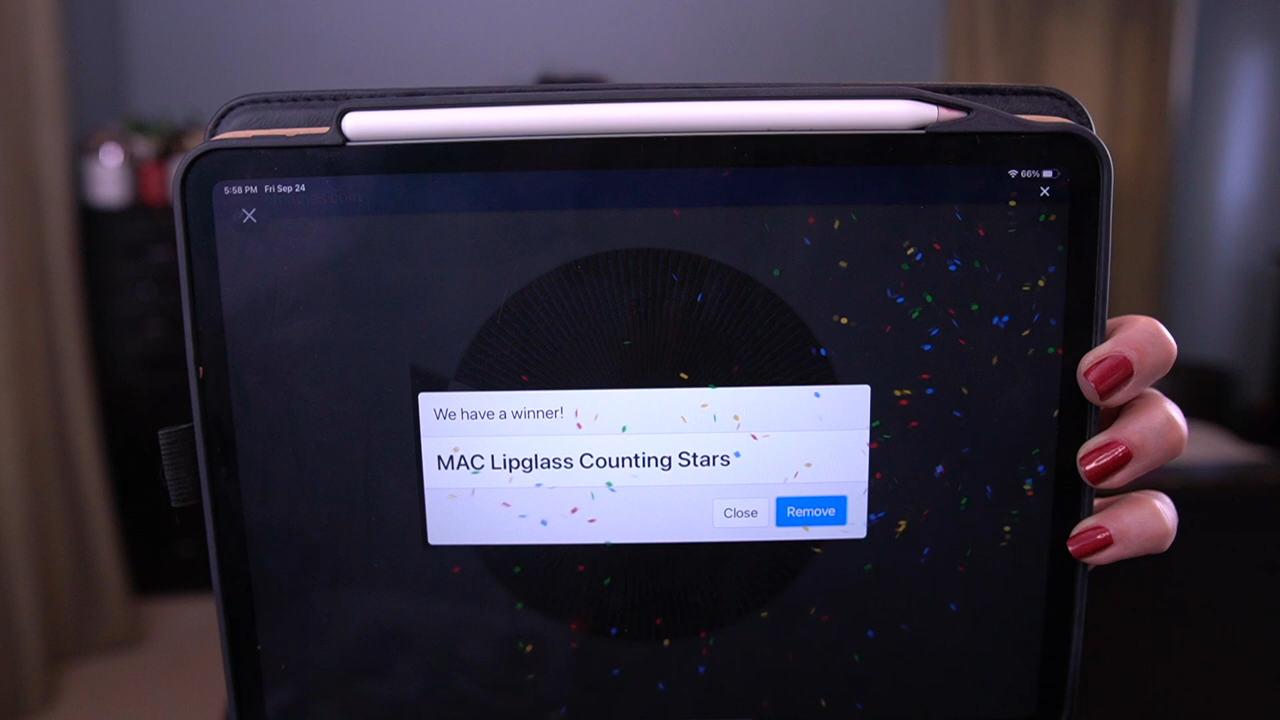 5:58 PM Fri Sep 24
66%
We have a winner!
MAC Lipglass Counting Stars
Close
Remove